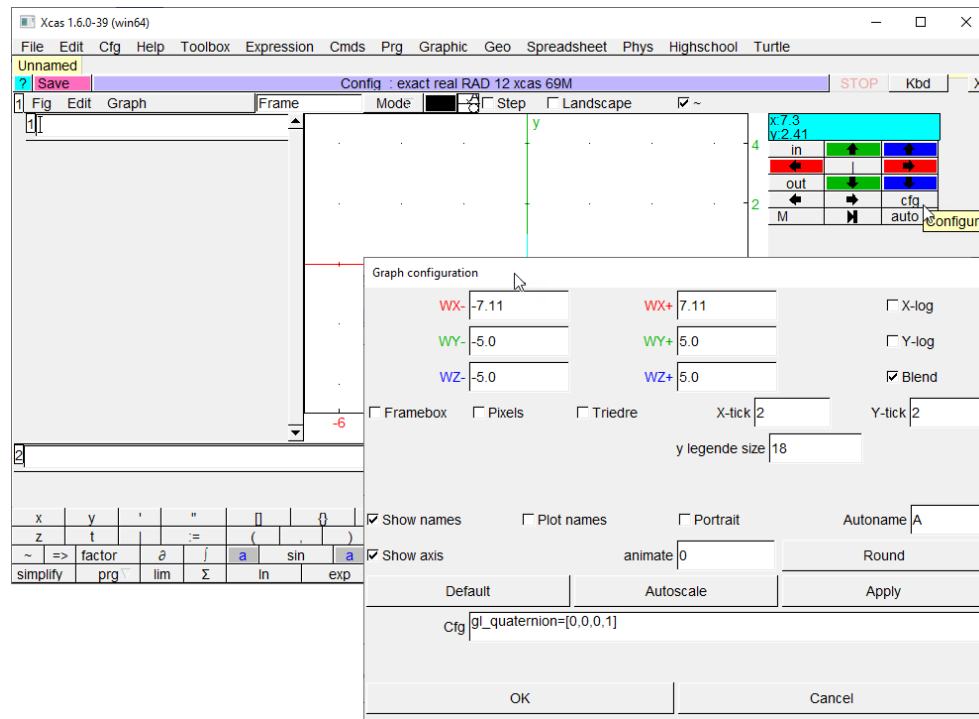 Xcas 1.6.0-39 (win64)
File Edit Cfg Help Toolbox Expression Cmds Prg Graphic Geo Spreadsheet Phys Highschool Turtle
Unnamed
? Save Config : exact real RAD 12 xcas 69M STOP Kbd X
1 Fig Edit Graph Frame Mode Step Landscape ~
1
y
4
2
x:7.3
y:2.41
in
out
cfg
M auto
Configur
-6
Graph configuration
WX- -7.11 WX+ 7.11 X-log
WY- -5.0 WY+ 5.0 Y-log
WZ- -5.0 WZ+ 5.0 Blend
Framebox Pixels Triedre X-tick 2 Y-tick 2
y legende size 18
Show names Plot names Portrait Autoname A
Show axis animate 0 Round
Default Autoscale Apply
Cfg gl_quaternion=[0,0,0,1]
OK Cancel
2
x y ' " [] {}
z t | := ( , )
~ => factor ∂ ∫ a sin a
simplify prg lim Σ ln exp